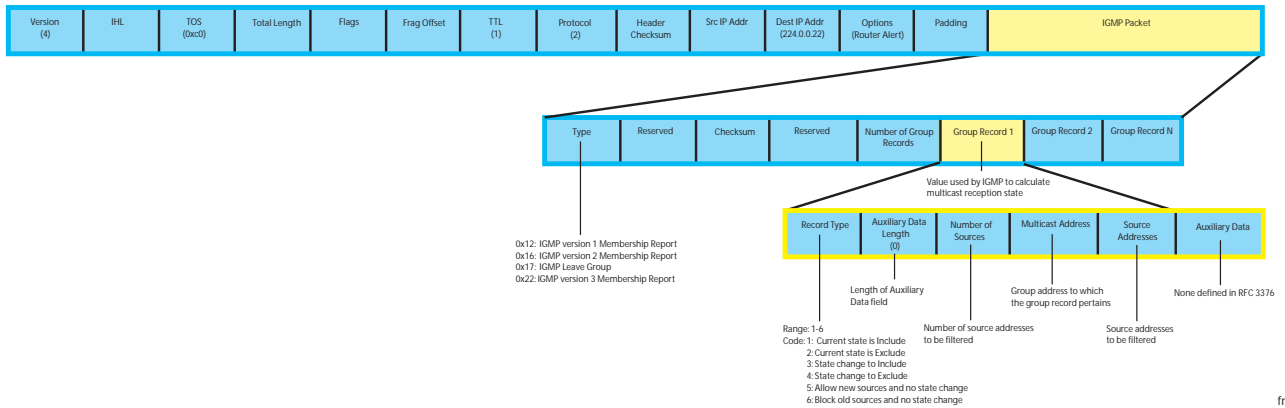 Version
(4)
IHL
TOS
(0xc0)
Total Length
Flags
Frag Offset
TTL
(1)
Protocol
(2)
Header
Checksum
Src IP Addr
Dest IP Addr
(224.0.0.22)
Options
(Router Alert)
Padding
IGMP Packet
Type
Reserved
Checksum
Reserved
Number of Group
Records
Group Record 1
Group Record 2
Group Record N
Value used by IGMP to calculate
multicast reception state
Record Type
Auxiliary Data
Length
(0)
Number of
Sources
Multicast Address
Source
Addresses
Auxiliary Data
0x12: IGMP version 1 Membership Report
0x16: IGMP version 2 Membership Report
0x17: IGMP Leave Group
0x22: IGMP version 3 Membership Report
Length of Auxiliary
Data field
Group address to which
the group record pertains
None defined in RFC 3376
Range: 1-6
Code: 1: Current state is Include
2: Current state is Exclude
3: State change to Include
4: State change to Exclude
5: Allow new sources and no state change
6: Block old sources and no state change
Number of source addresses
to be filtered
Source addresses
to be filtered
fr